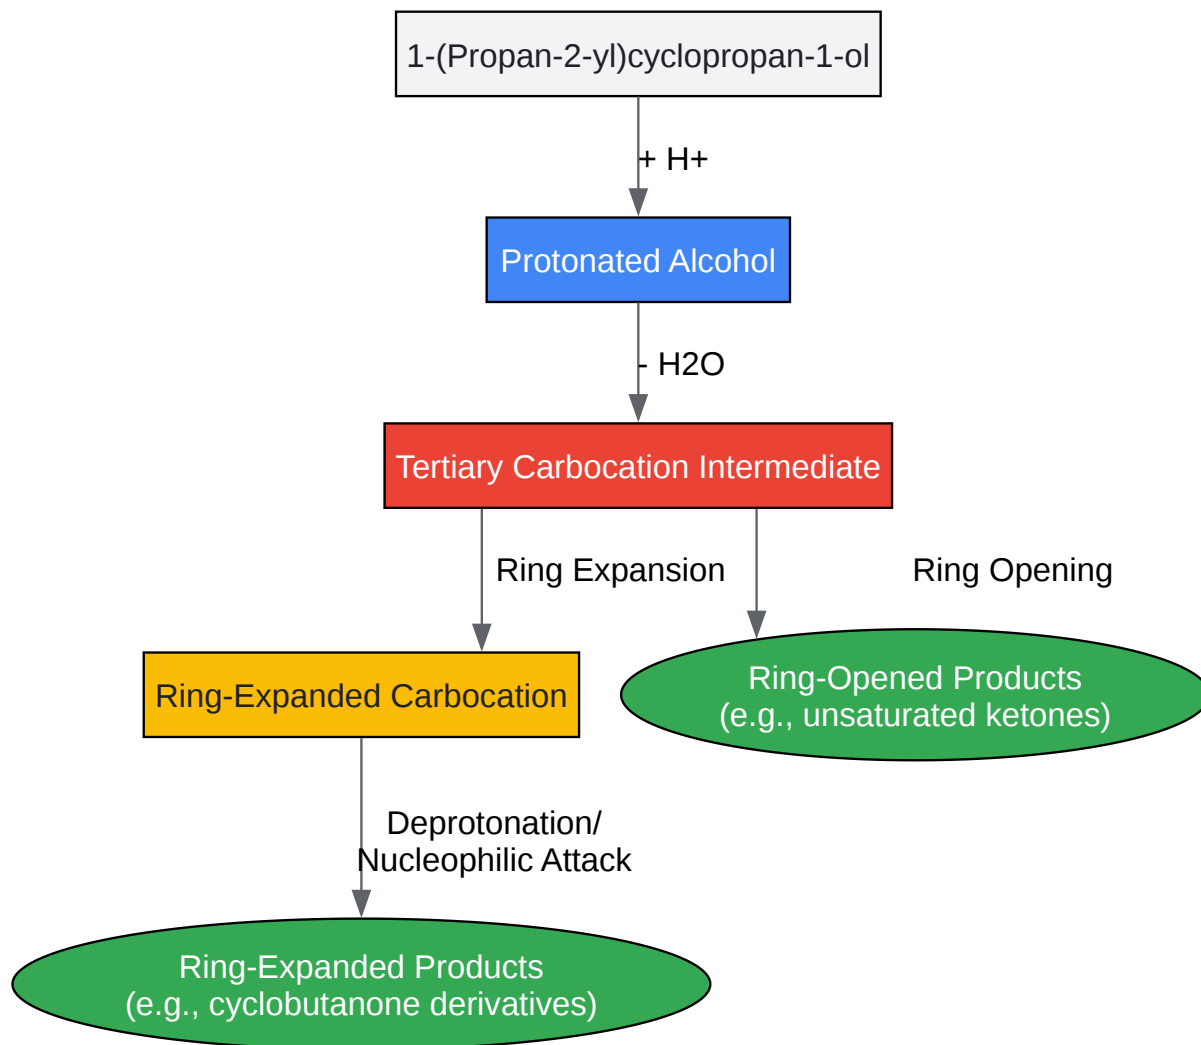 1-(Propan-2-yl)cyclopropan-1-ol
+ H+
Protonated Alcohol
- H2O
Tertiary Carbocation Intermediate
Ring Expansion
Ring Opening
Ring-Expanded Carbocation
Ring-Opened Products
(e.g., unsaturated ketones)
Deprotonation/
Nucleophilic Attack
Ring-Expanded Products
(e.g., cyclobutanone derivatives)